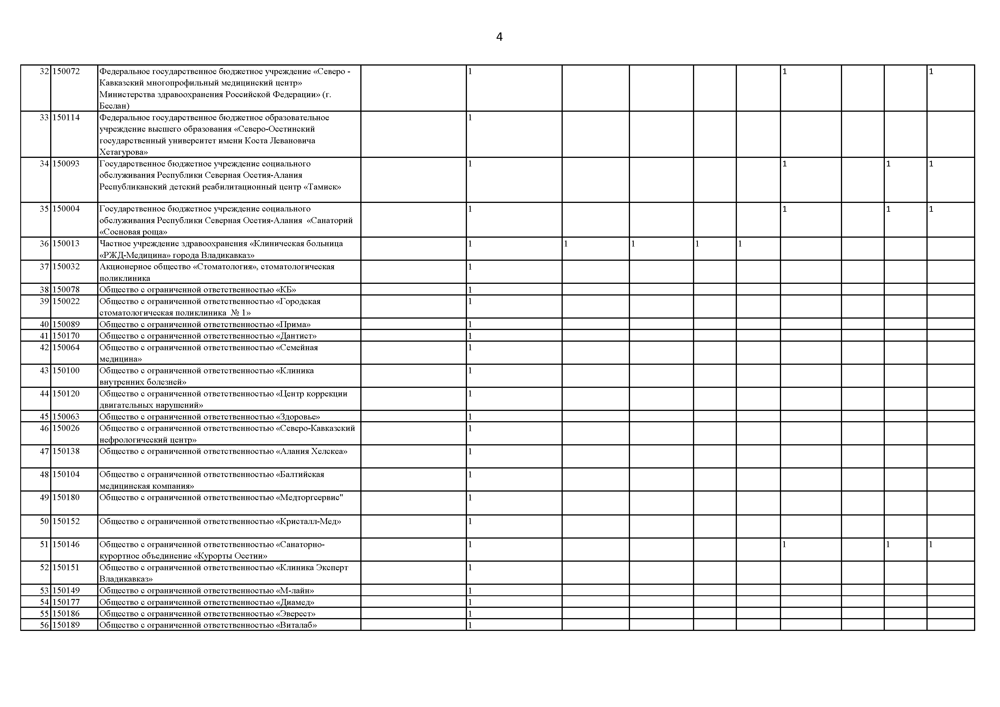 4
32 150072 Федеральное государственное бюджетное учреждение «Северо - 1 1 1
Кавказский многопрофильный медицинский центр»
Министерства здравоохранения Российской Федерации» (г.
Беслан)
33 150114 Федеральное государственное бюджетное образовательное 1
учреждение высшего образования «Северо-Осетинский
государственный университет имени Коста Левановича
Хетагурова»
34 150093 Государственное бюджетное учреждение социального 1 1 1 1
обслуживания Республики Северная Осетия-Алания
Республиканский детский реабилитационный центр «Тамиск»
35 150004 Государственное бюджетное учреждение социального 1 1 1 1
обслуживания Республики Северная Осетия-Алания «Санаторий
«Сосновая роща»
36 150013 Частное учреждение здравоохранения «Клиническая больница 1 1 1 1 1
«РЖД-Медицина» города Владикавказ»
37 150032 Акционерное общество «Стоматология», стоматологическая 1
поликлиника
38 150078 Общество с ограниченной ответственностью «КБ» 1
39 150022 Общество с ограниченной ответственностью «Городская 1
стоматологическая поликлиника № 1»
40 150089 Общество с ограниченной ответственностью «Прима» 1
41 150170 Общество с ограниченной ответственностью «Дантист» 1
42 150064 Общество с ограниченной ответственностью «Семейная 1
медицина»
43 150100 Общество с ограниченной ответственностью «Клиника 1
внутренних болезней»
44 150120 Общество с ограниченной ответственностью «Центр коррекции 1
двигательных нарушений»
45 150063 Общество с ограниченной ответственностью «Здоровье» 1
46 150026 Общество с ограниченной ответственностью «Северо-Кавказский 1
нефрологический центр»
47 150138 Общество с ограниченной ответственностью «Алания Хелскеа» 1
48 150104 Общество с ограниченной ответственностью «Балтийская 1
медицинская компания»
49 150180 Общество с ограниченной ответственностью «Медторгсервис" 1
50 150152 Общество с ограниченной ответственностью «Кристалл-Мед» 1
51 150146 Общество с ограниченной ответственностью «Санаторно- 1 1 1 1
курортное объединение «Курорты Осетии»
52 150151 Общество с ограниченной ответственностью «Клиника Эксперт 1
Владикавказ»
53 150149 Общество с ограниченной ответственностью «М-лайн» 1
54 150177 Общество с ограниченной ответственностью «Диамед» 1
55 150186 Общество с ограниченной ответственностью «Эверест» 1
56 150189 Общество с ограниченной ответственностью «Виталаб» 1